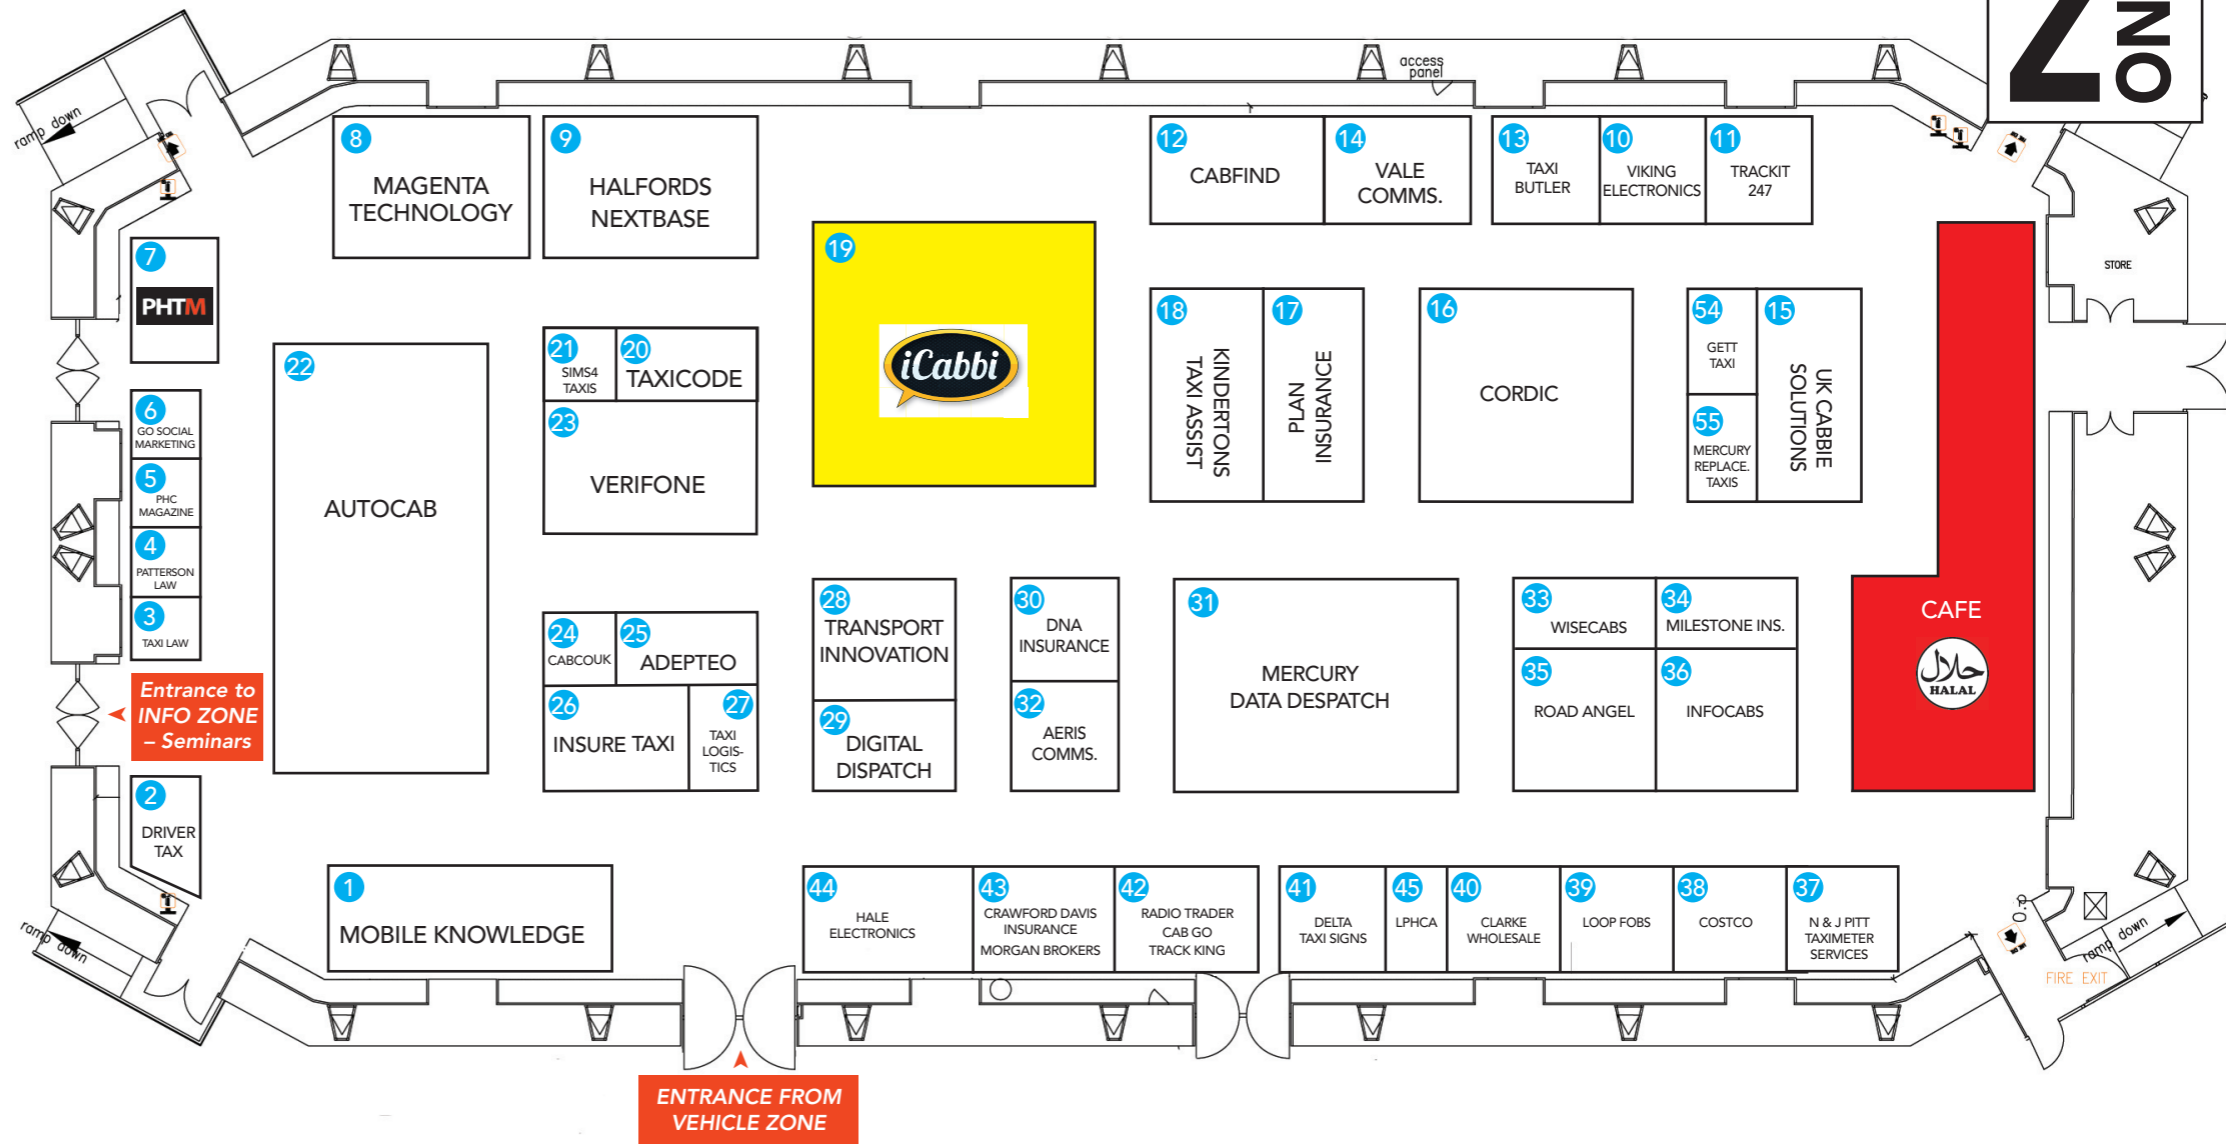 Z
ON
ramp down
access
panel
8
MAGENTA
TECHNOLOGY
9
HALFORDS
NEXTBASE
12
CABFIND
14
VALE
COMMS.
13
TAXI
BUTLER
10
VIKING
ELECTRONICS
11
TRACKIT
247
7
PHTM
19
iCabbi
STORE
18
KINDERTONS
TAXI ASSIST
17
PLAN
INSURANCE
16
CORDIC
54
GETT
TAXI
15
UK CABBIE
SOLUTIONS
55
MERCURY
REPLACE.
TAXIS
22
AUTOCAB
21
SIMS4
TAXIS
20
TAXICODE
23
VERIFONE
6
GO SOCIAL
MARKETING
5
PHC
MAGAZINE
4
PATTERSON
LAW
3
TAXI LAW
Entrance to
INFO ZONE
– Seminars
24
CABCOUK
25
ADEPTEO
26
INSURE TAXI
27
TAXI
LOGIS-
TICS
28
TRANSPORT
INNOVATION
29
DIGITAL
DISPATCH
30
DNA
INSURANCE
32
AERIS
COMMS.
31
MERCURY
DATA DESPATCH
33
WISECABS
34
MILESTONE INS.
35
ROAD ANGEL
36
INFOCABS
CAFE
حلال
HALAL
2
DRIVER
TAX
1
MOBILE KNOWLEDGE
44
HALE
ELECTRONICS
43
CRAWFORD DAVIS
INSURANCE
MORGAN BROKERS
42
RADIO TRADER
CAB GO
TRACK KING
41
DELTA
TAXI SIGNS
45
LPHCA
40
CLARKE
WHOLESALE
39
LOOP FOBS
38
COSTCO
37
N & J PITT
TAXIMETER
SERVICES
ramp down
ramp down
FIRE EXIT
ENTRANCE FROM
VEHICLE ZONE